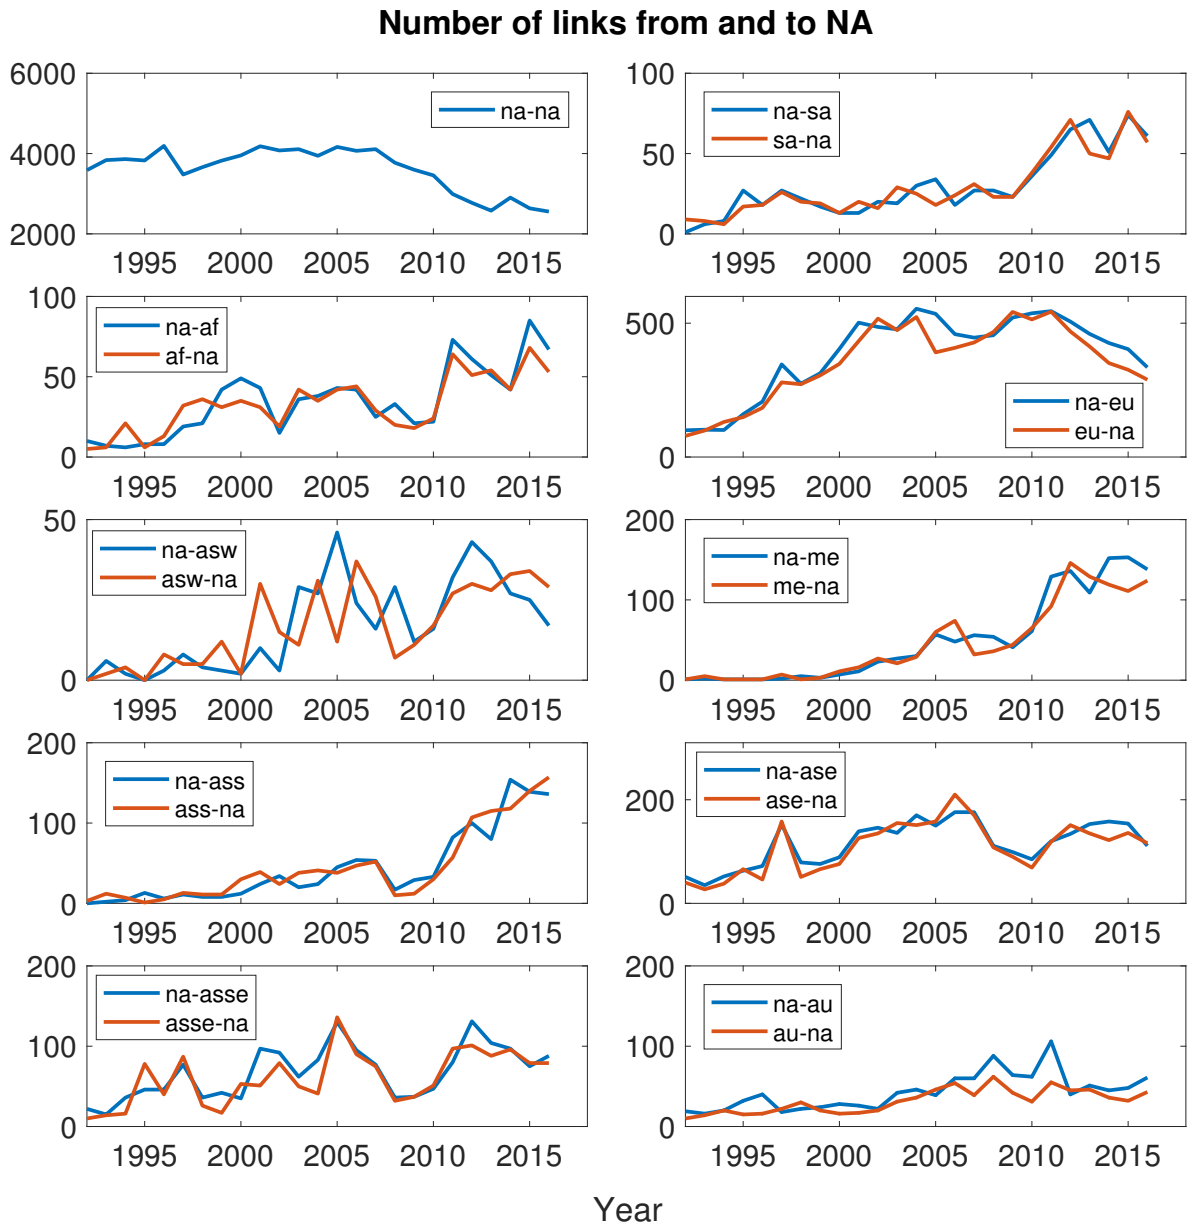 Number of links from and to NA
6000
4000
2000
na-na
1995 2000 2005 2010 2015
100
50
0
na-sa
sa-na
1995 2000 2005 2010 2015
100
50
0
na-af
af-na
1995 2000 2005 2010 2015
500
0
na-eu
eu-na
1995 2000 2005 2010 2015
50
0
na-asw
asw-na
1995 2000 2005 2010 2015
200
100
0
na-me
me-na
1995 2000 2005 2010 2015
200
100
0
na-ass
ass-na
1995 2000 2005 2010 2015
200
0
na-ase
ase-na
1995 2000 2005 2010 2015
200
100
0
na-asse
asse-na
1995 2000 2005 2010 2015
200
100
0
na-au
au-na
1995 2000 2005 2010 2015
Year